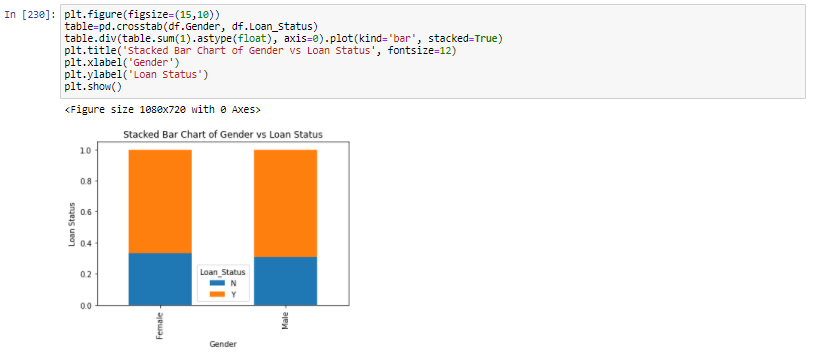 In [230]: plt.figure(figsize=(15,10))
table=pd.crosstab(df.Gender, df.Loan_Status)
table.div(table.sum(1).astype(float), axis=0).plot(kind='bar', stacked=True)
plt.title('Stacked Bar Chart of Gender vs Loan Status', fontsize=12)
plt.xlabel('Gender')
plt.ylabel('Loan Status')
plt.show()
<Figure size 1080x720 with 0 Axes>
Stacked Bar Chart of Gender vs Loan Status
1.0
0.8
0.6
0.4
0.2
0.0
Loan Status
Loan_Status
N
Y
Female
Male
Gender